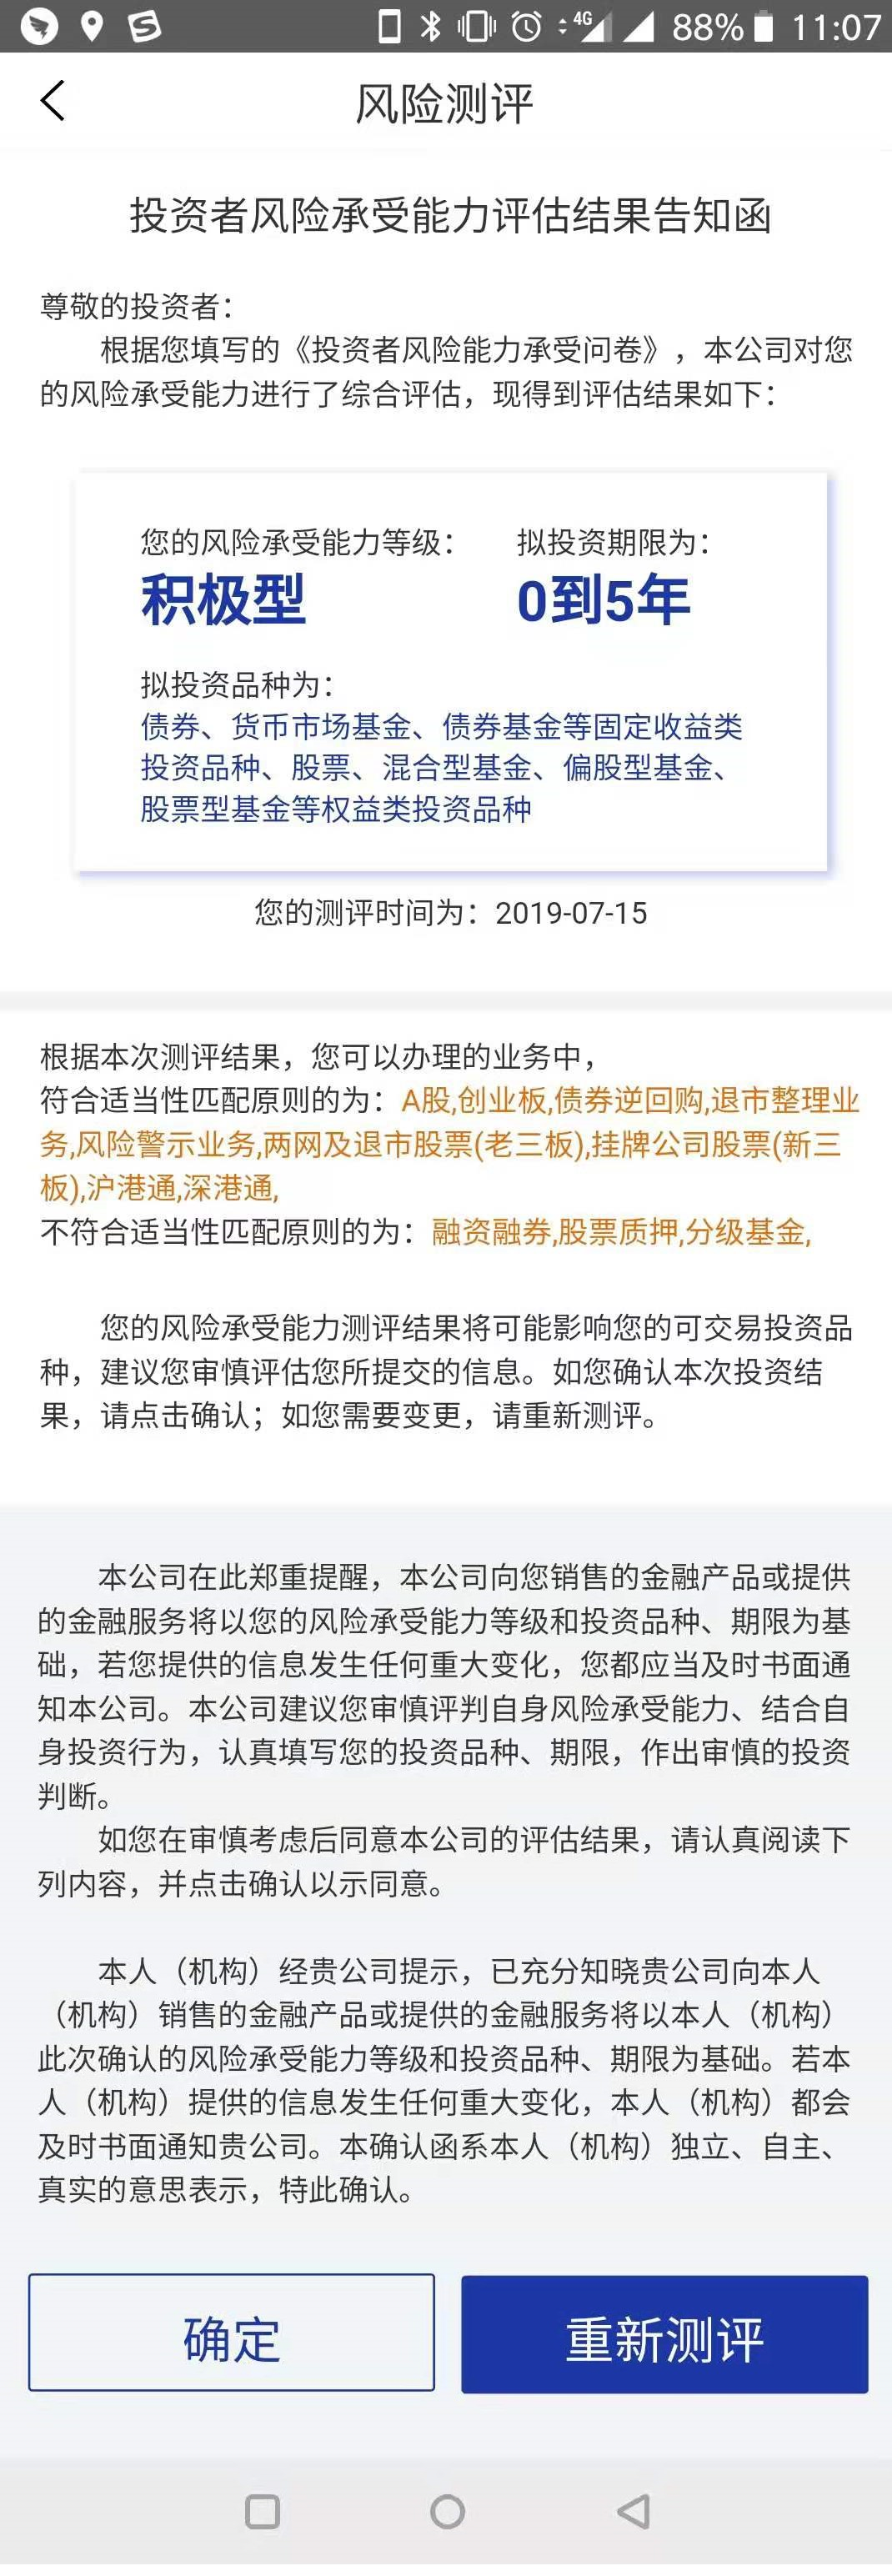 4G 88% 11:07
风险测评
投资者风险承受能力评估结果告知函
尊敬的投资者：
根据您填写的《投资者风险能力承受问卷》，本公司对您
的风险承受能力进行了综合评估，现得到评估结果如下：
您的风险承受能力等级： 拟投资期限为：
积极型 0到5年
拟投资品种为：
债券、货币市场基金、债券基金等固定收益类
投资品种、股票、混合型基金、偏股型基金、
股票型基金等权益类投资品种
您的测评时间为：2019-07-15
根据本次测评结果，您可以办理的业务中，
符合适当性匹配原则的为：A股,创业板,债券逆回购,退市整理业
务,风险警示业务,两网及退市股票(老三板),挂牌公司股票(新三
板),沪港通,深港通,
不符合适当性匹配原则的为：融资融券,股票质押,分级基金,
您的风险承受能力测评结果将可能影响您的可交易投资品
种，建议您审慎评估您所提交的信息。如您确认本次投资结
果，请点击确认；如您需要变更，请重新测评。
本公司在此郑重提醒，本公司向您销售的金融产品或提供
的金融服务将以您的风险承受能力等级和投资品种、期限为基
础，若您提供的信息发生任何重大变化，您都应当及时书面通
知本公司。本公司建议您审慎评判自身风险承受能力、结合自
身投资行为，认真填写您的投资品种、期限，作出审慎的投资
判断。
如您在审慎考虑后同意本公司的评估结果，请认真阅读下
列内容，并点击确认以示同意。
本人（机构）经贵公司提示，已充分知晓贵公司向本人
（机构）销售的金融产品或提供的金融服务将以本人（机构）
此次确认的风险承受能力等级和投资品种、期限为基础。若本
人（机构）提供的信息发生任何重大变化，本人（机构）都会
及时书面通知贵公司。本确认函系本人（机构）独立、自主、
真实的意思表示，特此确认。
确定 重新测评